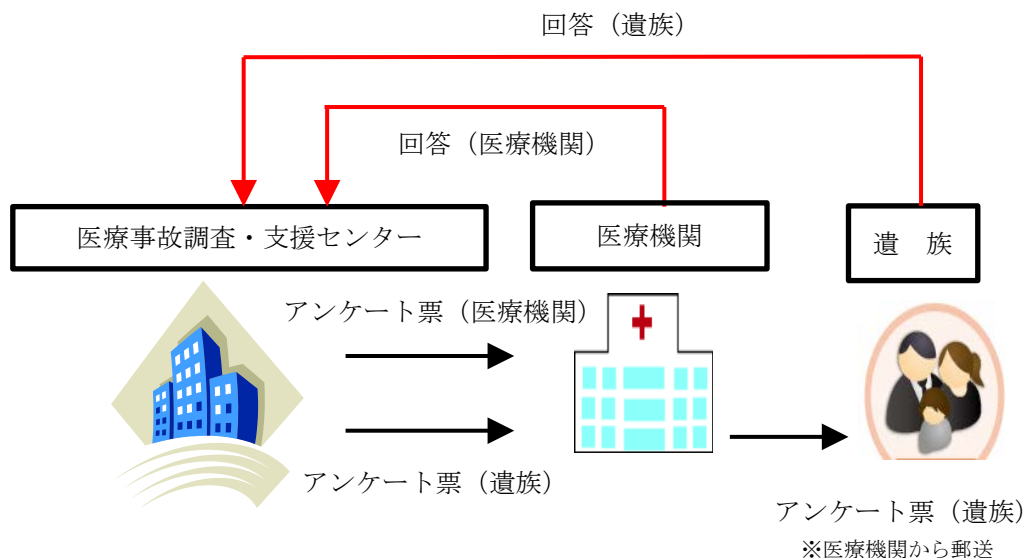 回答（遺族）
回答（医療機関）
医療事故調査・支援センター
医療機関
遺　族
アンケート票（医療機関）
アンケート票（遺族）
アンケート票（遺族）
※医療機関から郵送